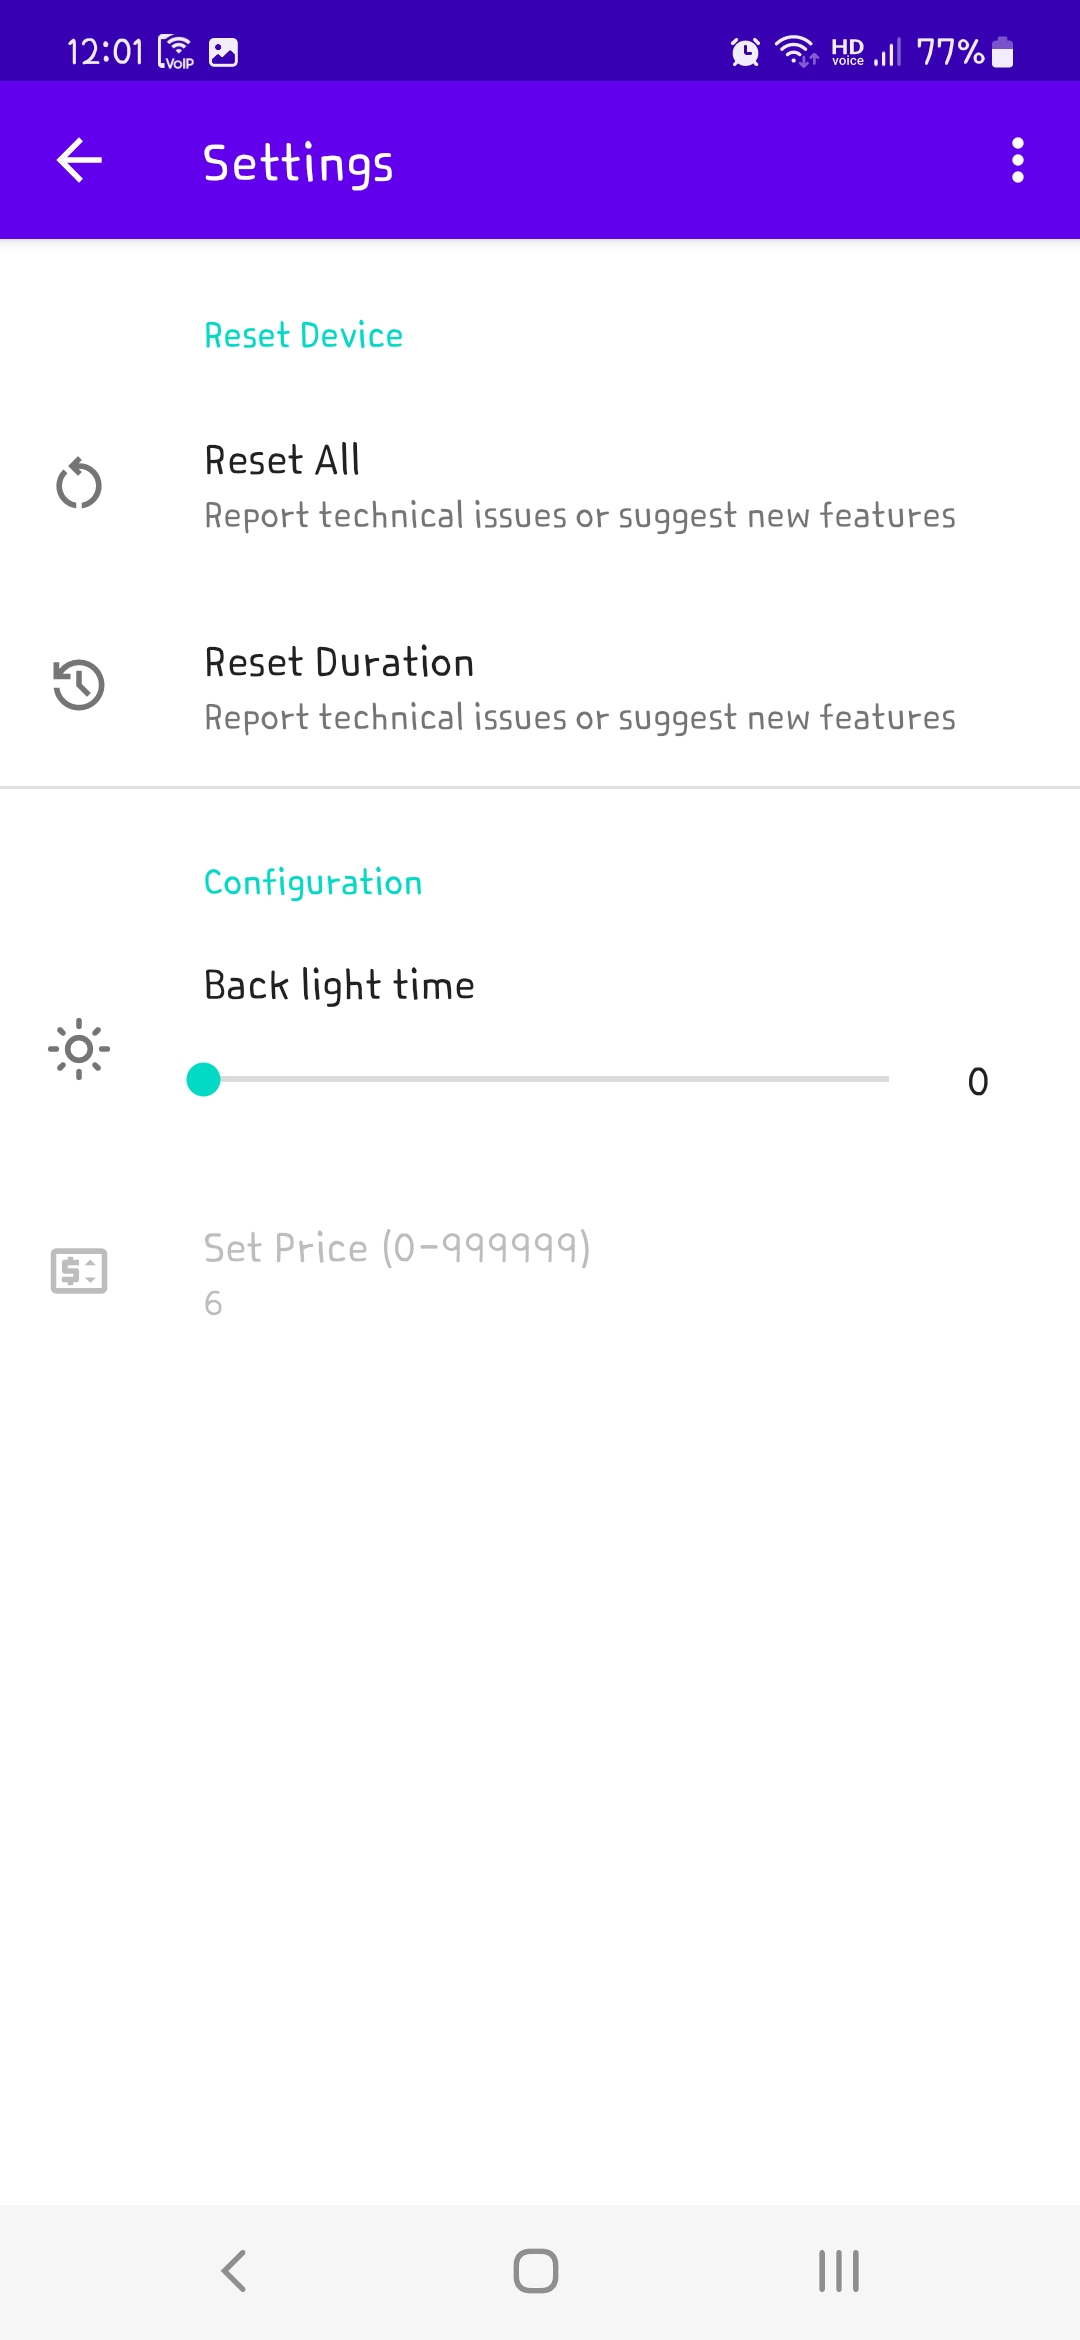 12:01 VoIP HD voice 77%
Settings
Reset Device
Reset All
Report technical issues or suggest new features
Reset Duration
Report technical issues or suggest new features
Configuration
Back light time
0
Set Price (0-999999)
6